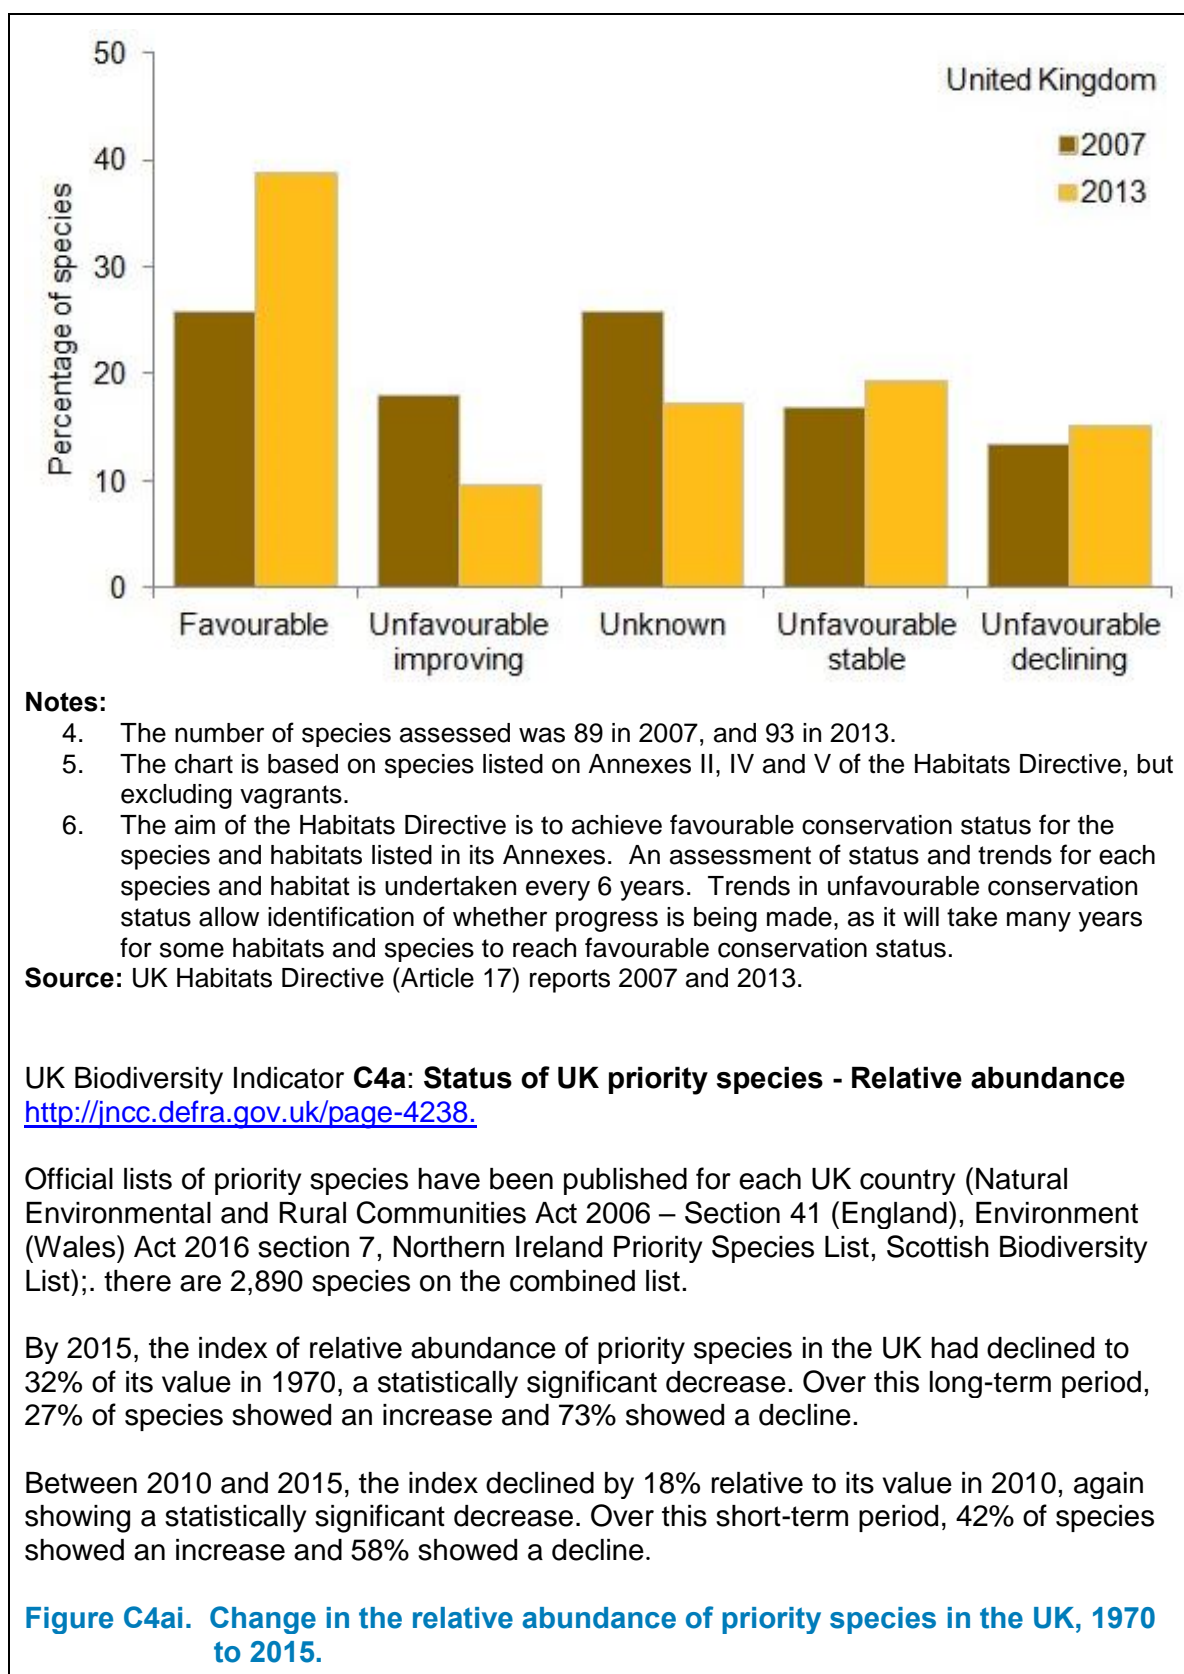 50
United Kingdom
2007
40
2013
Percentage of species
30
20
10
0
Favourable
Unfavourable
improving
Unknown
Unfavourable
stable
Unfavourable
declining
Notes:
4. The number of species assessed was 89 in 2007, and 93 in 2013.
5. The chart is based on species listed on Annexes II, IV and V of the Habitats Directive, but
excluding vagrants.
6. The aim of the Habitats Directive is to achieve favourable conservation status for the
species and habitats listed in its Annexes. An assessment of status and trends for each
species and habitat is undertaken every 6 years. Trends in unfavourable conservation
status allow identification of whether progress is being made, as it will take many years
for some habitats and species to reach favourable conservation status.
Source: UK Habitats Directive (Article 17) reports 2007 and 2013.
UK Biodiversity Indicator C4a: Status of UK priority species - Relative abundance
http://jncc.defra.gov.uk/page-4238.
Official lists of priority species have been published for each UK country (Natural
Environmental and Rural Communities Act 2006 – Section 41 (England), Environment
(Wales) Act 2016 section 7, Northern Ireland Priority Species List, Scottish Biodiversity
List);. there are 2,890 species on the combined list.
By 2015, the index of relative abundance of priority species in the UK had declined to
32% of its value in 1970, a statistically significant decrease. Over this long-term period,
27% of species showed an increase and 73% showed a decline.
Between 2010 and 2015, the index declined by 18% relative to its value in 2010, again
showing a statistically significant decrease. Over this short-term period, 42% of species
showed an increase and 58% showed a decline.
Figure C4ai. Change in the relative abundance of priority species in the UK, 1970
to 2015.